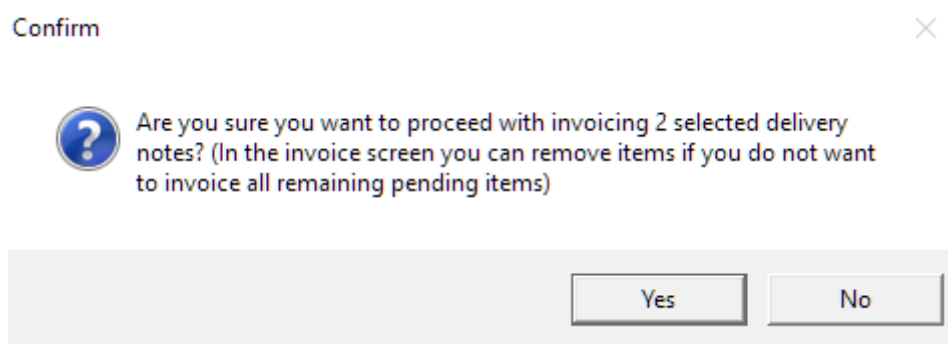 Confirm
Are you sure you want to proceed with invoicing 2 selected delivery
notes? (In the invoice screen you can remove items if you do not want
to invoice all remaining pending items)
Yes
No